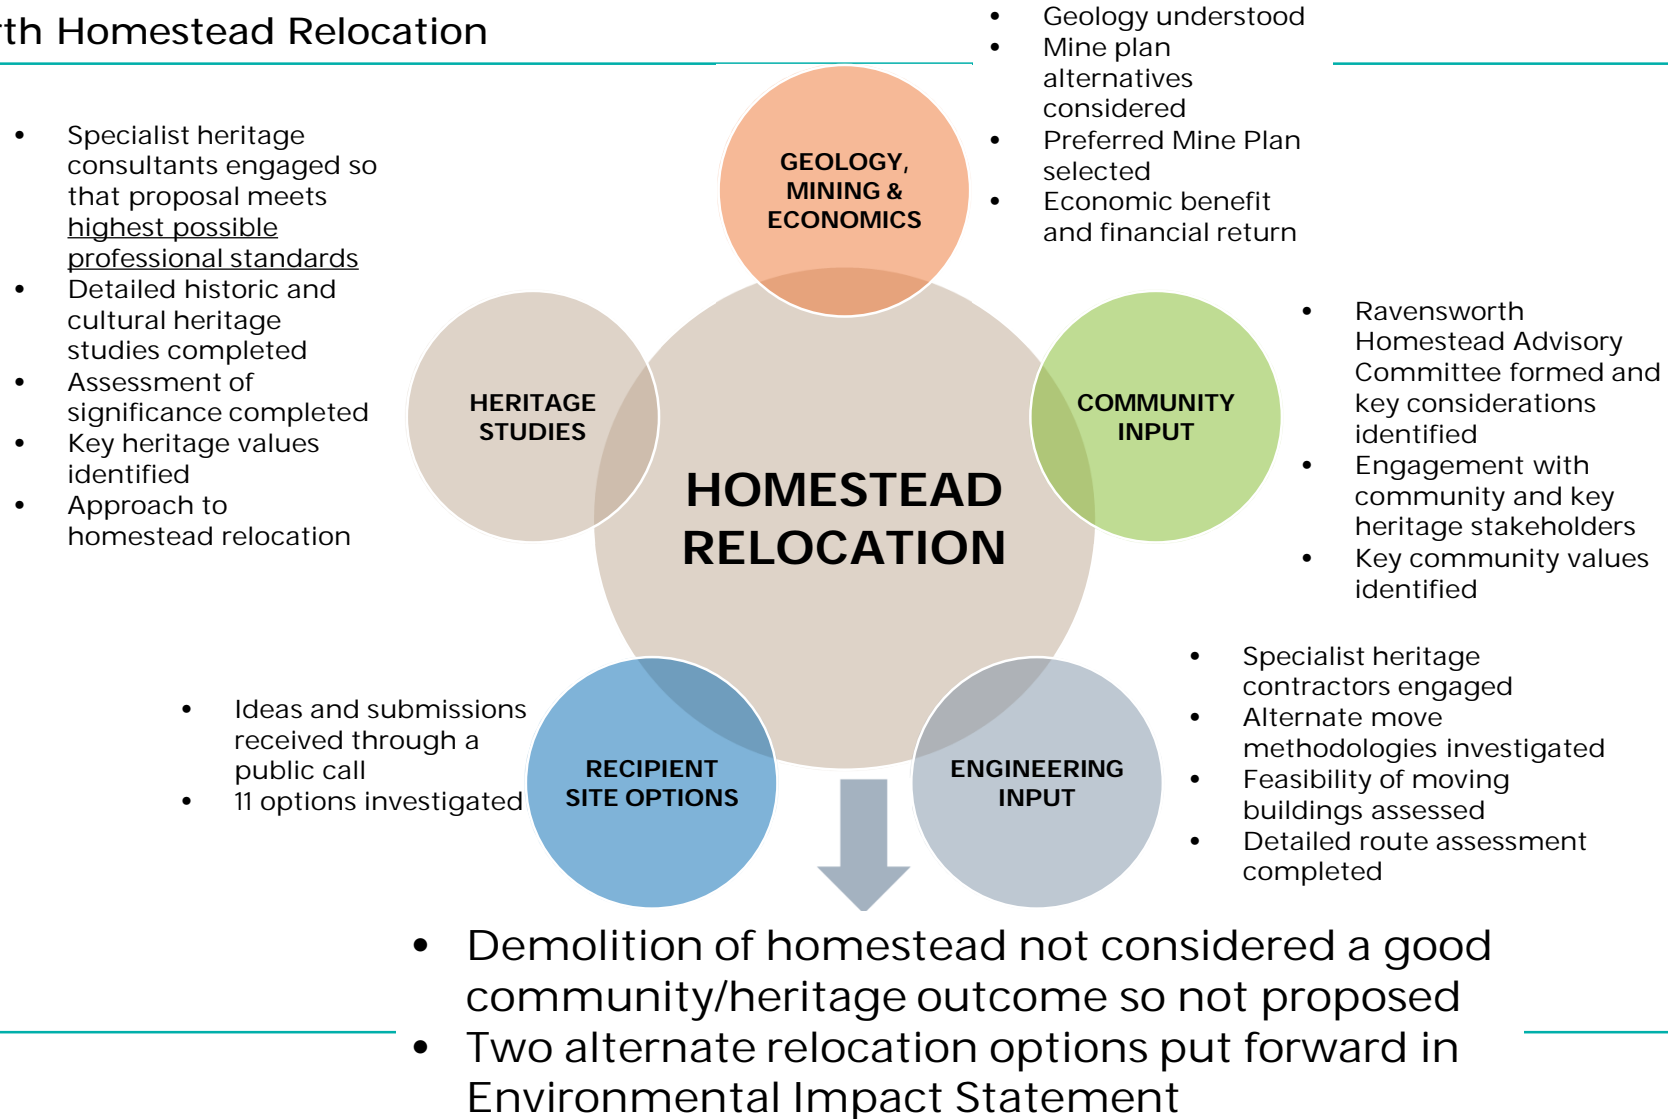 rth Homestead Relocation
• Geology understood
• Mine plan
alternatives
considered
• Preferred Mine Plan
selected
• Economic benefit
and financial return
GEOLOGY,
MINING &
ECONOMICS
• Specialist heritage
consultants engaged so
that proposal meets
highest possible
professional standards
• Detailed historic and
cultural heritage
studies completed
• Assessment of
significance completed
• Key heritage values
identified
• Approach to
homestead relocation
HERITAGE
STUDIES
COMMUNITY
INPUT
• Ravensworth
Homestead Advisory
Committee formed and
key considerations
identified
• Engagement with
community and key
heritage stakeholders
• Key community values
identified
HOMESTEAD
RELOCATION
• Ideas and submissions
received through a
public call
• 11 options investigated
RECIPIENT
SITE OPTIONS
ENGINEERING
INPUT
• Specialist heritage
contractors engaged
• Alternate move
methodologies investigated
• Feasibility of moving
buildings assessed
• Detailed route assessment
completed
• Demolition of homestead not considered a good
community/heritage outcome so not proposed
• Two alternate relocation options put forward in
Environmental Impact Statement